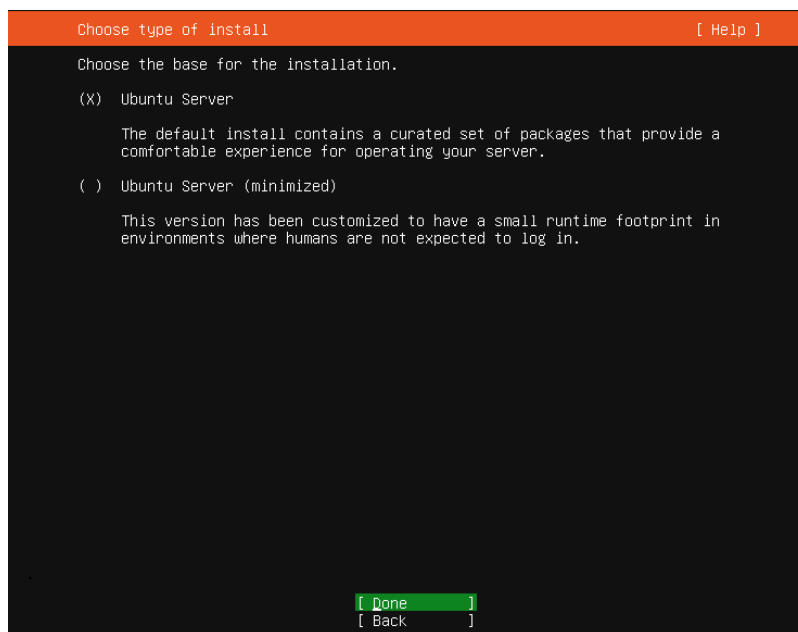 Choose type of install [ Help ]
Choose the base for the installation.
(X) Ubuntu Server
The default install contains a curated set of packages that provide a
comfortable experience for operating your server.
( ) Ubuntu Server (minimized)
This version has been customized to have a small runtime footprint in
environments where humans are not expected to log in.
[ Done ]
[ Back ]